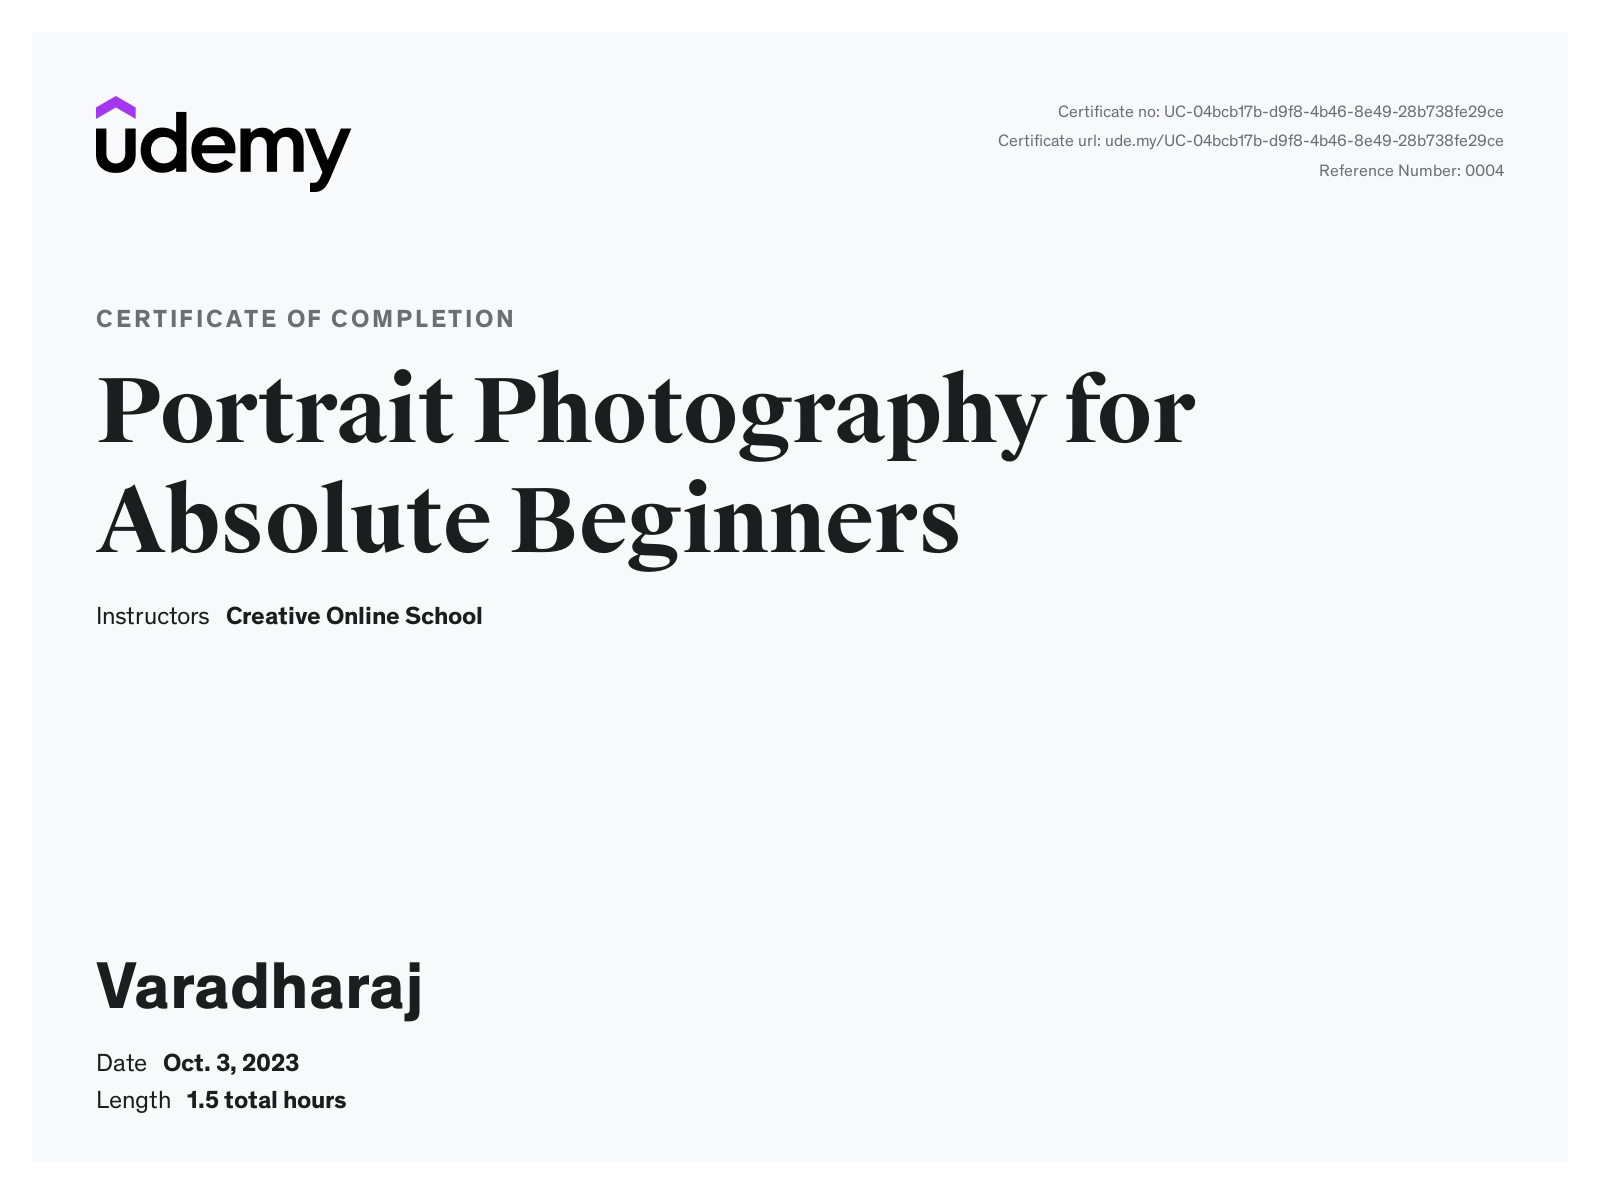 udemy
Certificate no: UC-04bcb17b-d9f8-4b46-8e49-28b738fe29ce
Certificate url: ude.my/UC-04bcb17b-d9f8-4b46-8e49-28b738fe29ce
Reference Number: 0004
CERTIFICATE OF COMPLETION
Portrait Photography for
Absolute Beginners
Instructors Creative Online School
Varadharaj
Date Oct. 3, 2023
Length 1.5 total hours